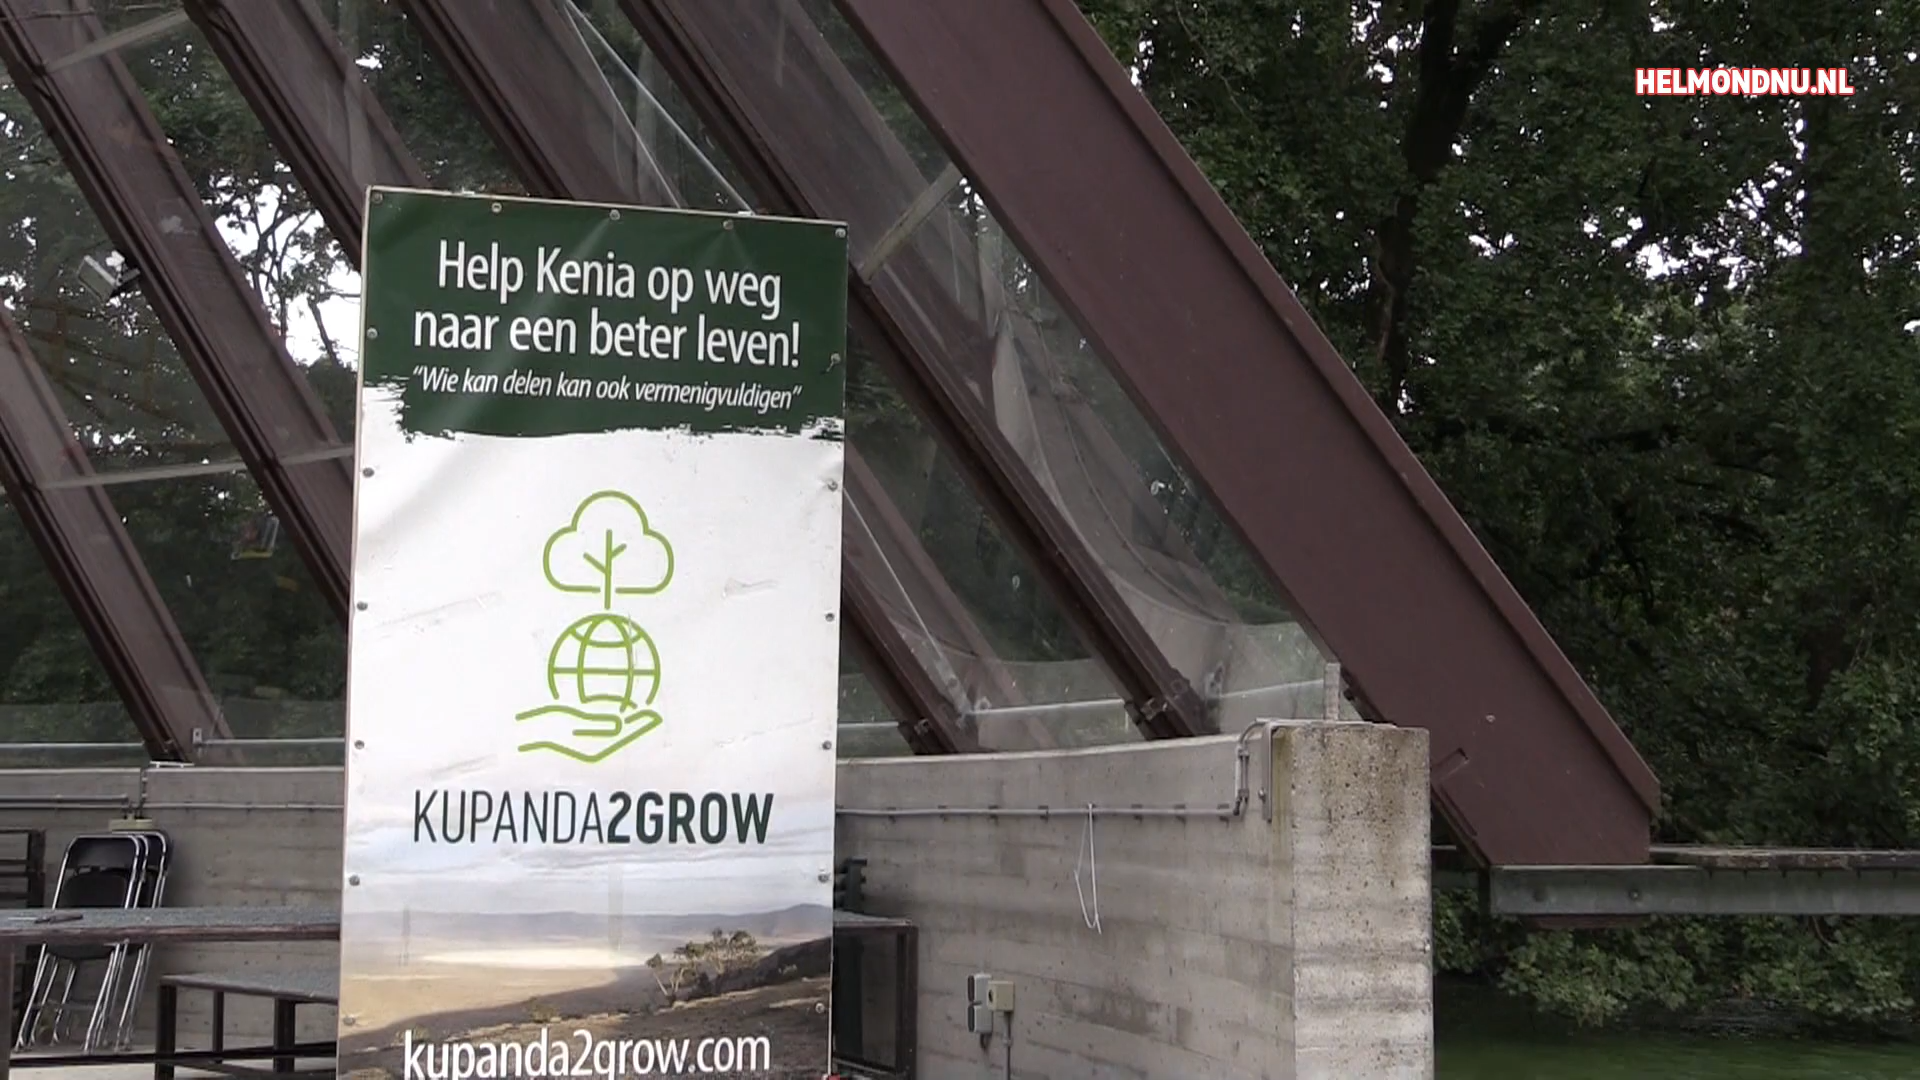 HELMONDNU.NL
Help Kenia op weg
naar een beter leven!
“Wie kan delen kan ook vermenigvuldigen”
KUPANDA2GROW
kupanda2grow.com